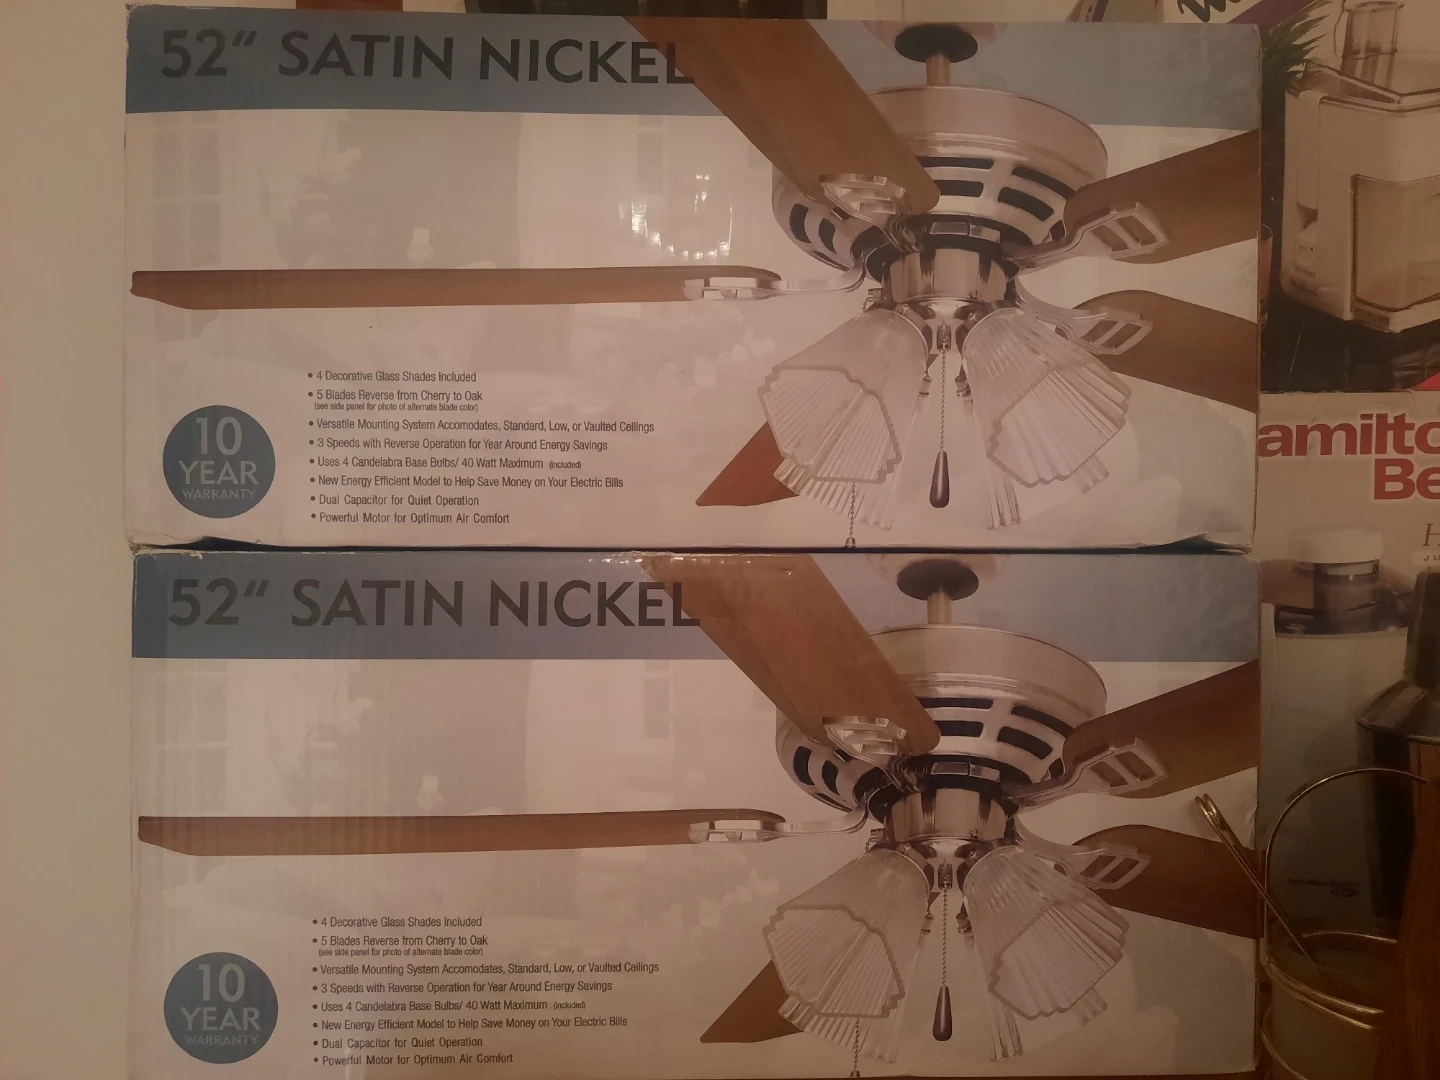 52" SATIN NICKEL
• 4 Decorative Glass Shades Included
• 5 Blades Reverse from Cherry to Oak
(see side panel for photo of alternate blade color)
• Versatile Mounting System Accomodates, Standard, Low, or Vaulted Ceilings
• 3 Speeds with Reverse Operation for Year Around Energy Savings
• Uses 4 Candelabra Base Bulbs/ 40 Watt Maximum (included)
• New Energy Efficient Model to Help Save Money on Your Electric Bills
• Dual Capacitor for Quiet Operation
• Powerful Motor for Optimum Air Comfort
10
YEAR
WARRANTY
52" SATIN NICKEL
• 4 Decorative Glass Shades Included
• 5 Blades Reverse from Cherry to Oak
(see side panel for photo of alternate blade color)
• Versatile Mounting System Accomodates, Standard, Low, or Vaulted Ceilings
• 3 Speeds with Reverse Operation for Year Around Energy Savings
• Uses 4 Candelabra Base Bulbs/ 40 Watt Maximum (included)
• New Energy Efficient Model to Help Save Money on Your Electric Bills
• Dual Capacitor for Quiet Operation
• Powerful Motor for Optimum Air Comfort
10
YEAR
WARRANTY
amilto
Be